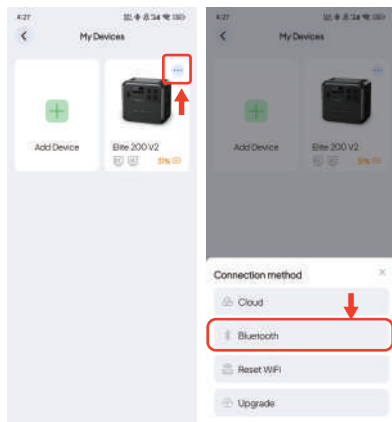 4:27
My Devices
Add Device
Elite 200 V2
51%
4:27
My Devices
Add Device
Elite 200 V2
51%
Connection method
Cloud
Bluetooth
Reset WiFi
Upgrade